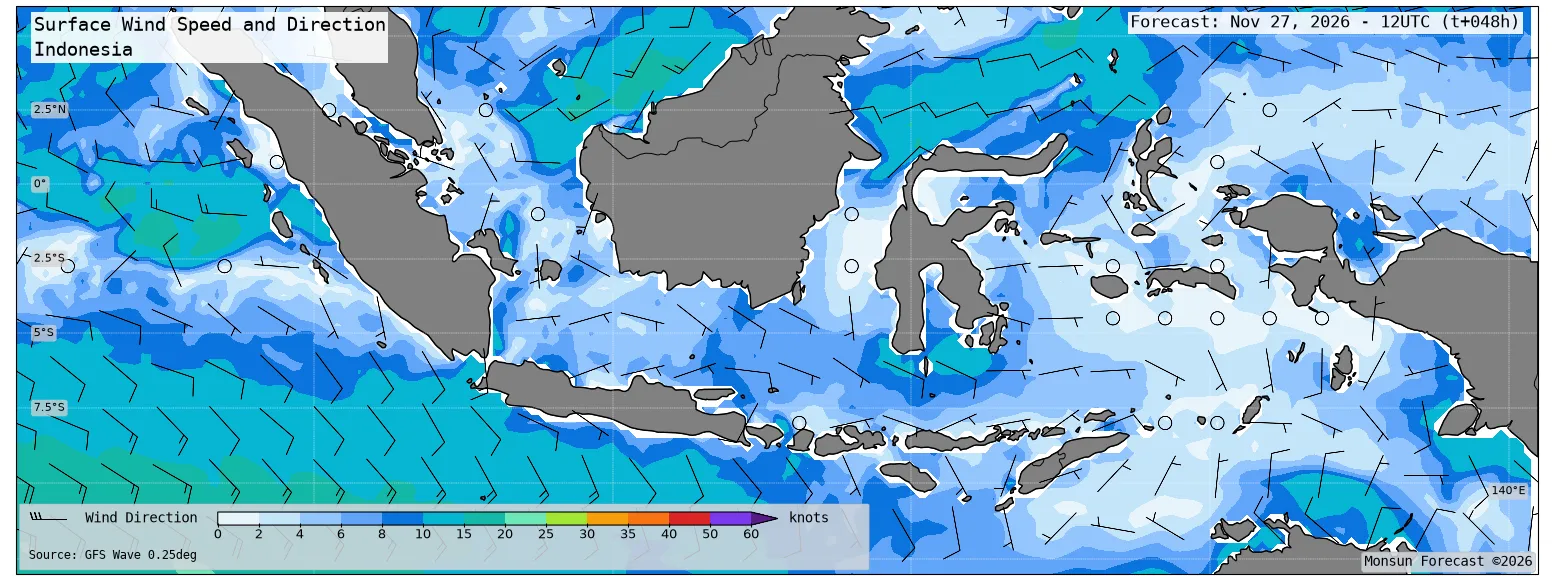 Surface Wind Speed and Direction
Indonesia
Forecast: Nov 27, 2026 - 12UTC (t+048h)
2.5°N
0°
2.5°S
5°S
7.5°S
140°E
Wind Direction
0 2 4 6 8 10 15 20 25 30 35 40 50 60
knots
Source: GFS Wave 0.25deg
Monsun Forecast ©2026